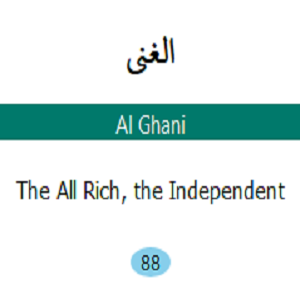 الغنى
Al Ghani
The All Rich, the Independent
88